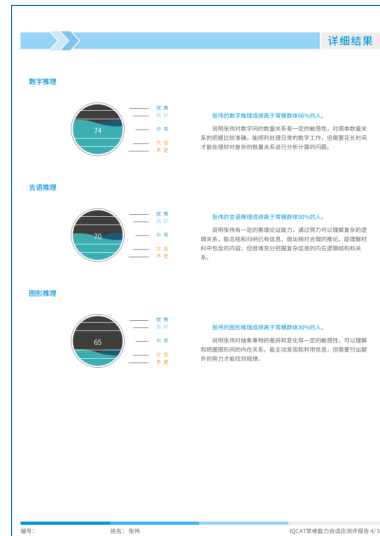 详细结果
数字推理
优 秀
良 好
中 等
欠 佳
不 足
74
张伟的数字推理成绩高于常模群体66%的人。
说明张伟对数字间的数量关系有一定的敏感性，对简单数量关
系的把握比较准确，能顺利处理日常的数字工作，但需要花长时间
才能处理好对复杂的数量关系进行分析计算的问题。
言语推理
优 秀
良 好
中 等
欠 佳
不 足
70
张伟的言语推理成绩高于常模群体50%的人。
说明张伟有一定的推理论证能力，通过努力可以理解复杂的逻
辑关系，能总结和归纳已有信息，做出相对合理的推论。能理解材
料中包含的内容，但很难充分把握复杂信息的内在逻辑结构和关
系。
图形推理
优 秀
良 好
中 等
欠 佳
不 足
65
张伟的图形推理成绩高于常模群体30%的人。
说明张伟对抽象事物的差异和变化有一定的敏感性，可以理解
和把握图形间的内在关系，能主动发现和利用信息，但需要付出额
外的努力才能找到规律。
编号： 姓名： 张伟 IQCAT思维能力自适应测评报告 4/ 5